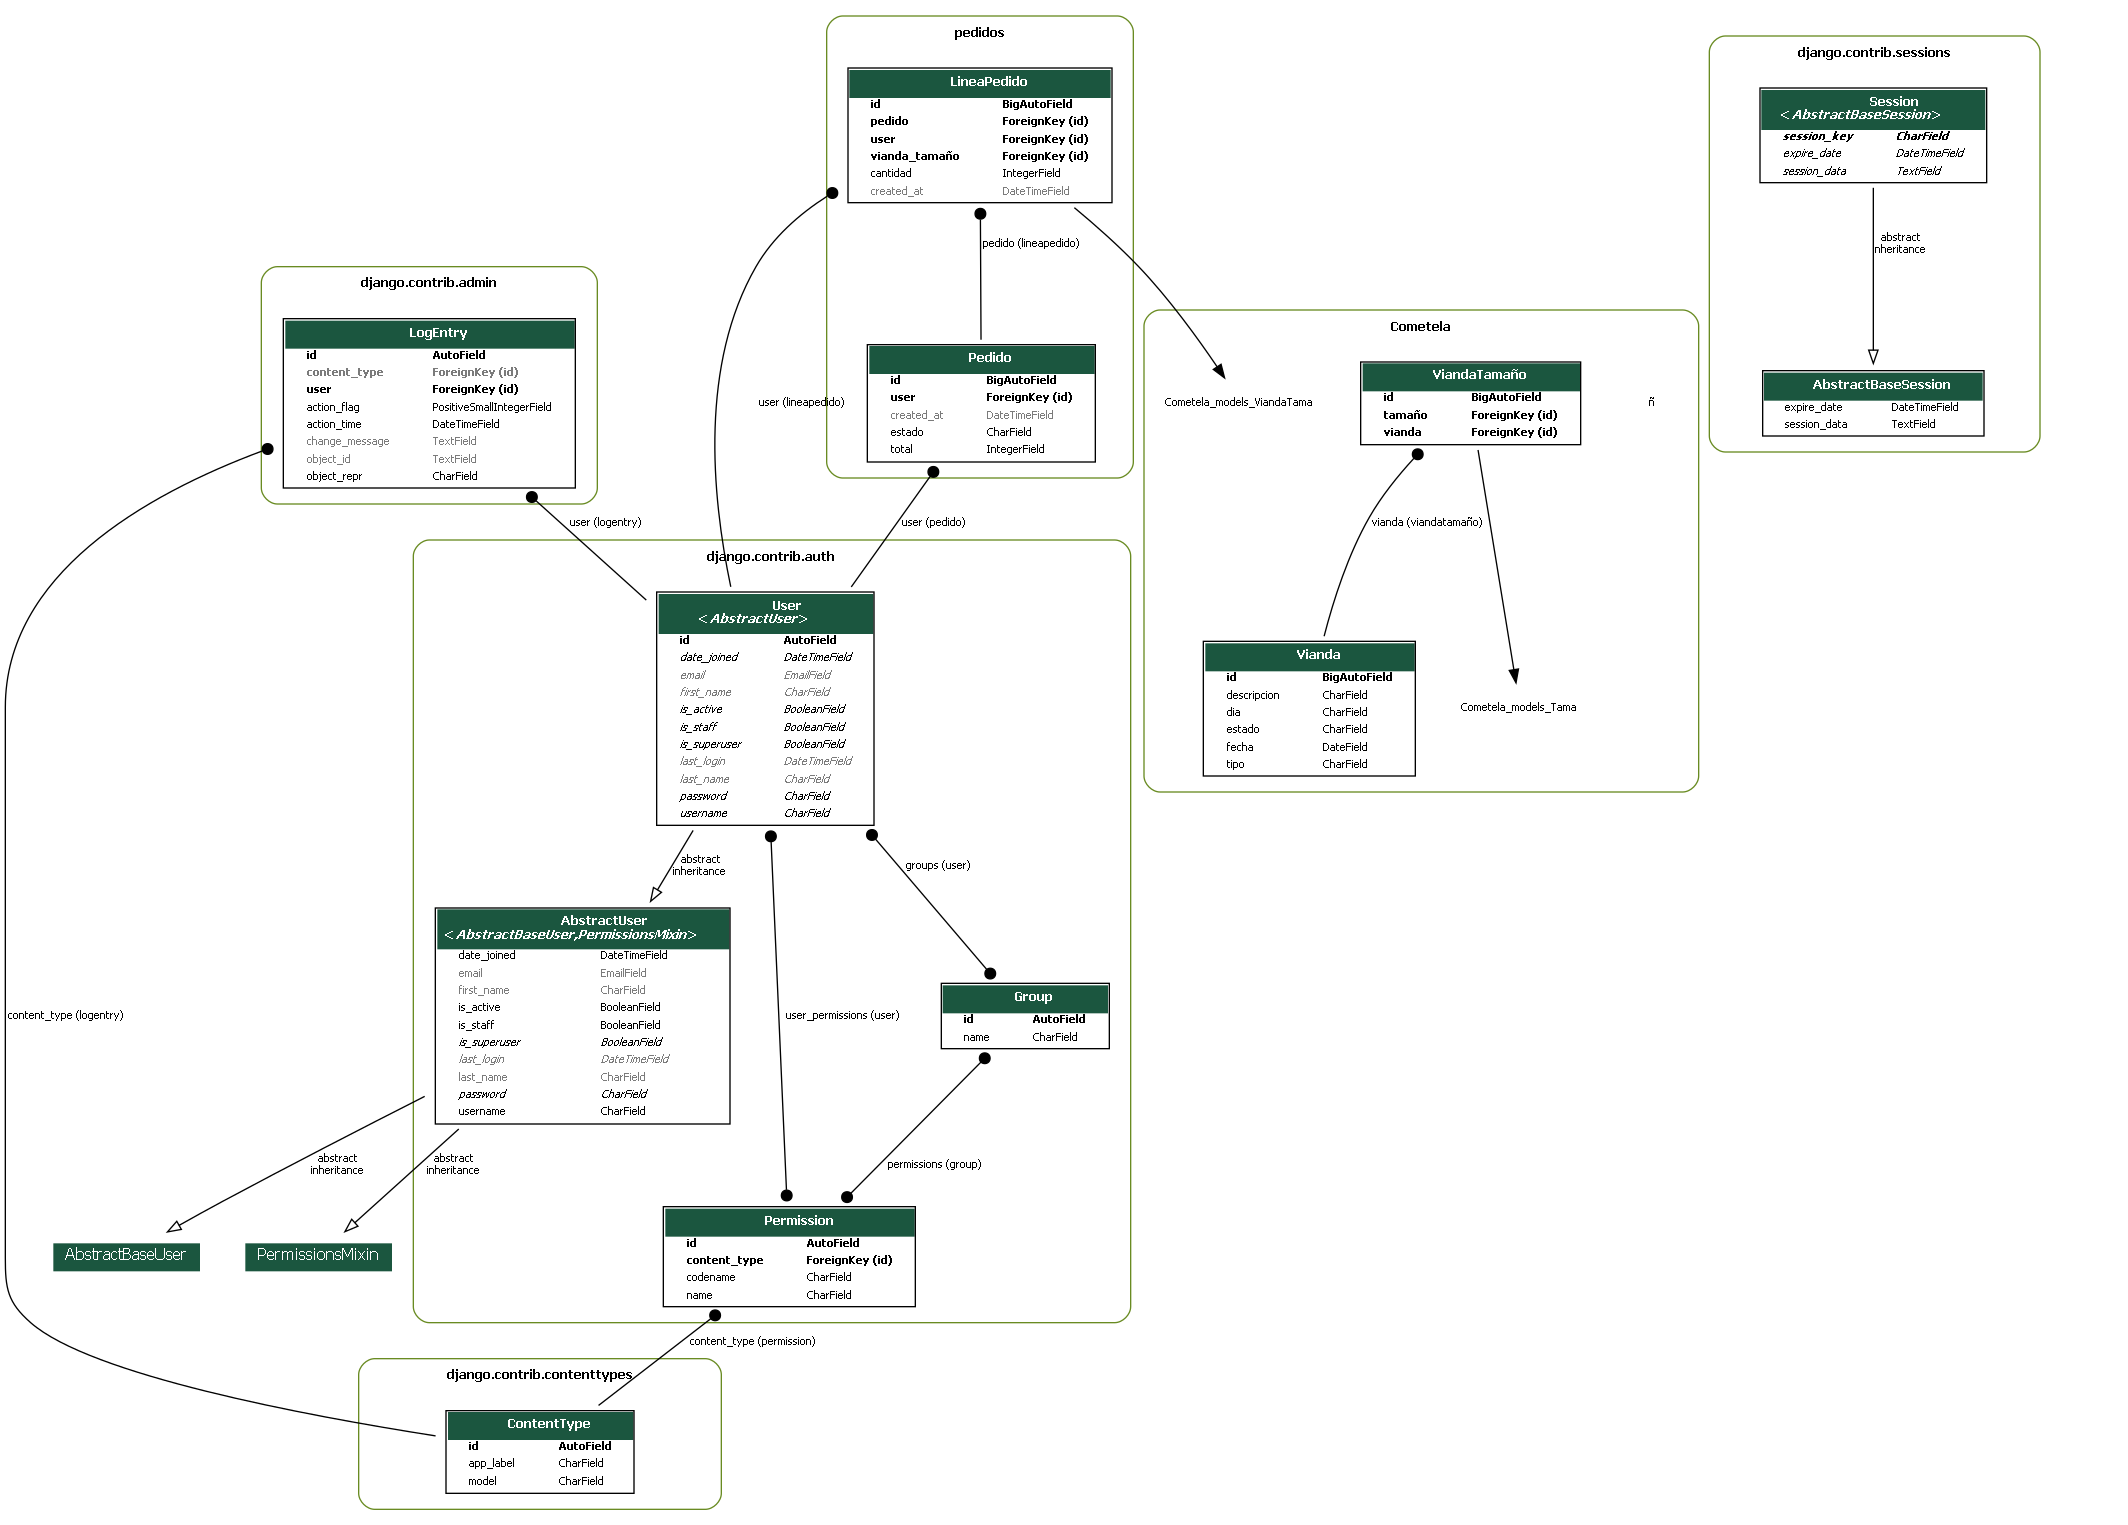 pedidos
LineaPedido
id BigAutoField
pedido ForeignKey (id)
user ForeignKey (id)
vianda_tamaño ForeignKey (id)
cantidad IntegerField
created_at DateTimeField
pedido (lineapedido)
user (lineapedido)
Pedido
id BigAutoField
user ForeignKey (id)
created_at DateTimeField
estado CharField
total IntegerField
user (pedido)
django.contrib.sessions
Session
<AbstractBaseSession>
session_key CharField
expire_date DateTimeField
session_data TextField
abstract
nheritance
AbstractBaseSession
expire_date DateTimeField
session_data TextField
django.contrib.admin
LogEntry
id AutoField
content_type ForeignKey (id)
user ForeignKey (id)
action_flag PositiveSmallIntegerField
action_time DateTimeField
change_message TextField
object_id TextField
object_repr CharField
user (logentry)
Cometela
Cometela_models_ViandaTama
ViandaTamaño
id BigAutoField
tamaño ForeignKey (id)
vianda ForeignKey (id)
ñ
vianda (viandatamaño)
Vianda
id BigAutoField
descripcion CharField
dia CharField
estado CharField
fecha DateField
tipo CharField
Cometela_models_Tama
django.contrib.auth
User
<AbstractUser>
id AutoField
date_joined DateTimeField
email EmailField
first_name CharField
is_active BooleanField
is_staff BooleanField
is_superuser BooleanField
last_login DateTimeField
last_name CharField
password CharField
username CharField
abstract
inheritance
groups (user)
AbstractUser
<AbstractBaseUser,PermissionsMixin>
date_joined DateTimeField
email EmailField
first_name CharField
is_active BooleanField
is_staff BooleanField
is_superuser BooleanField
last_login DateTimeField
last_name CharField
password CharField
username CharField
user_permissions (user)
Group
id AutoField
name CharField
content_type (logentry)
abstract
inheritance
abstract
inheritance
permissions (group)
AbstractBaseUser
PermissionsMixin
Permission
id AutoField
content_type ForeignKey (id)
codename CharField
name CharField
content_type (permission)
django.contrib.contenttypes
ContentType
id AutoField
app_label CharField
model CharField